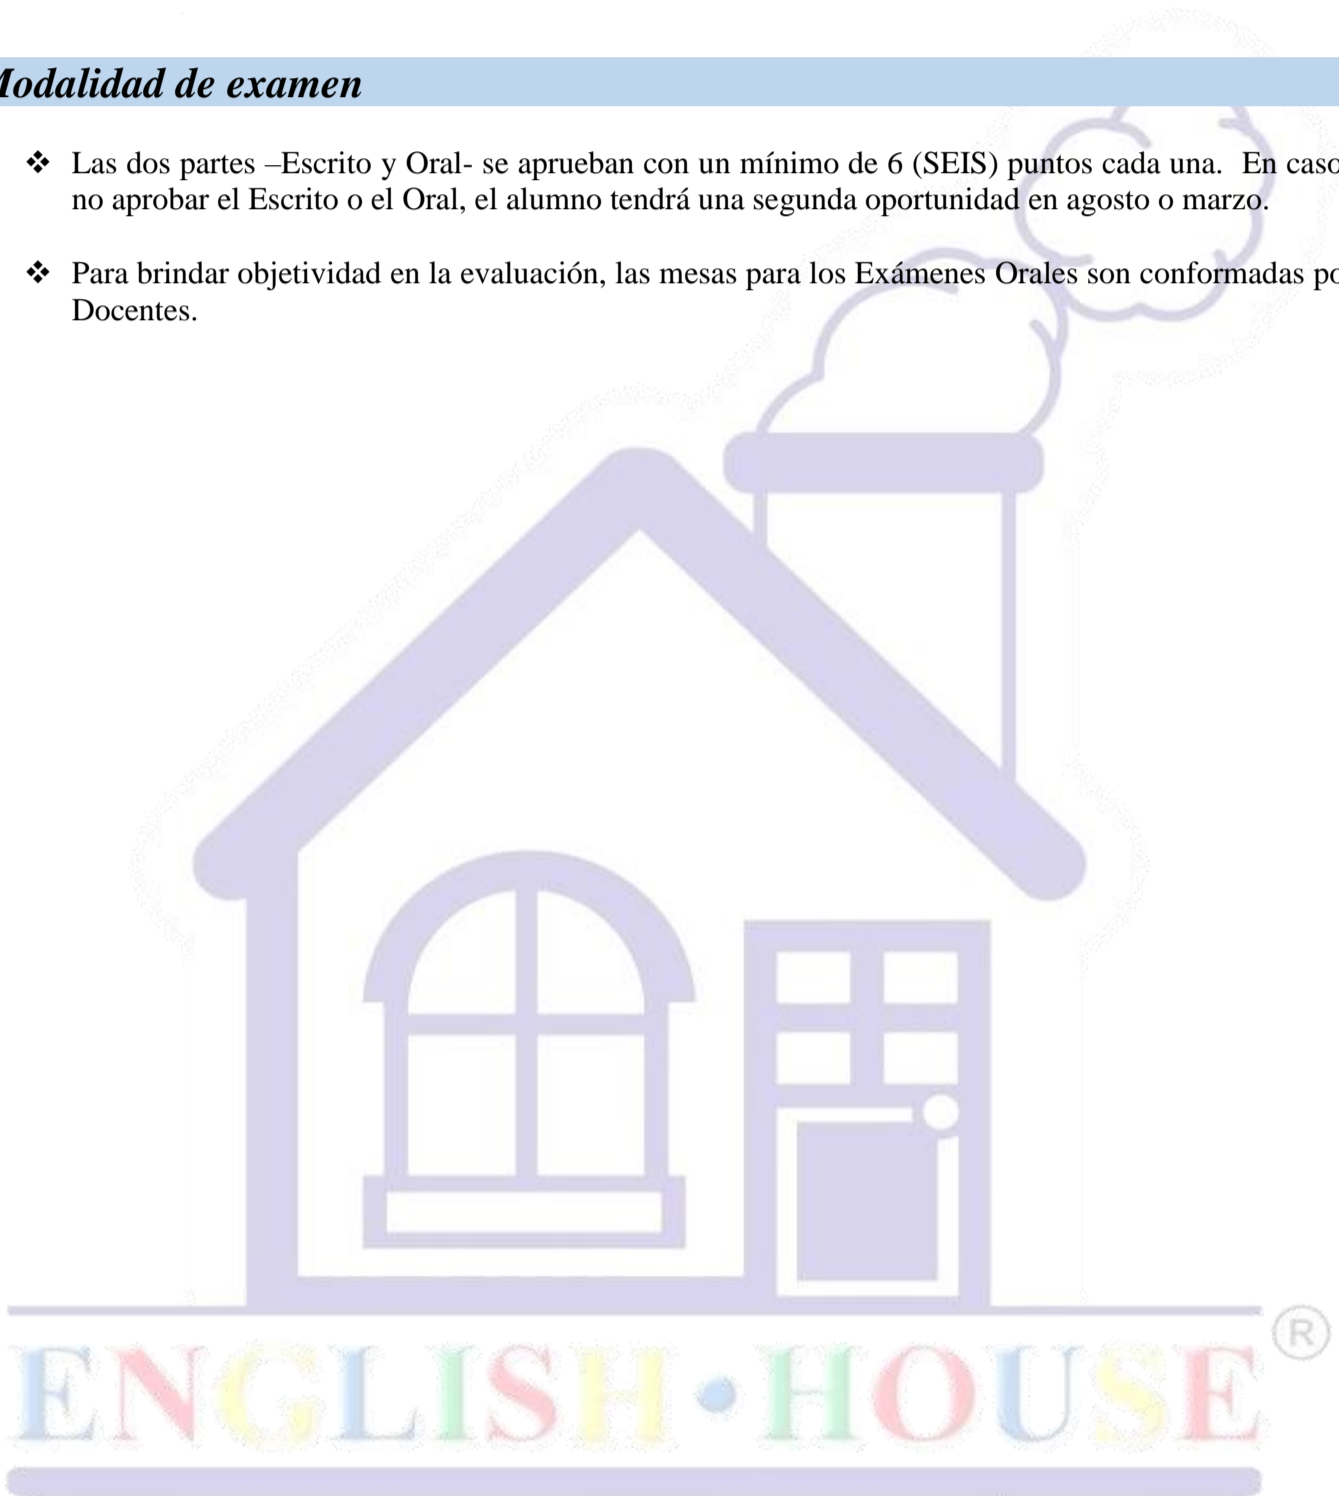 Modalidad de examen
❖ Las dos partes –Escrito y Oral- se aprueban con un mínimo de 6 (SEIS) puntos cada una. En caso
no aprobar el Escrito o el Oral, el alumno tendrá una segunda oportunidad en agosto o marzo.
❖ Para brindar objetividad en la evaluación, las mesas para los Exámenes Orales son conformadas
Docentes.
ENGLISH•HOUSE®